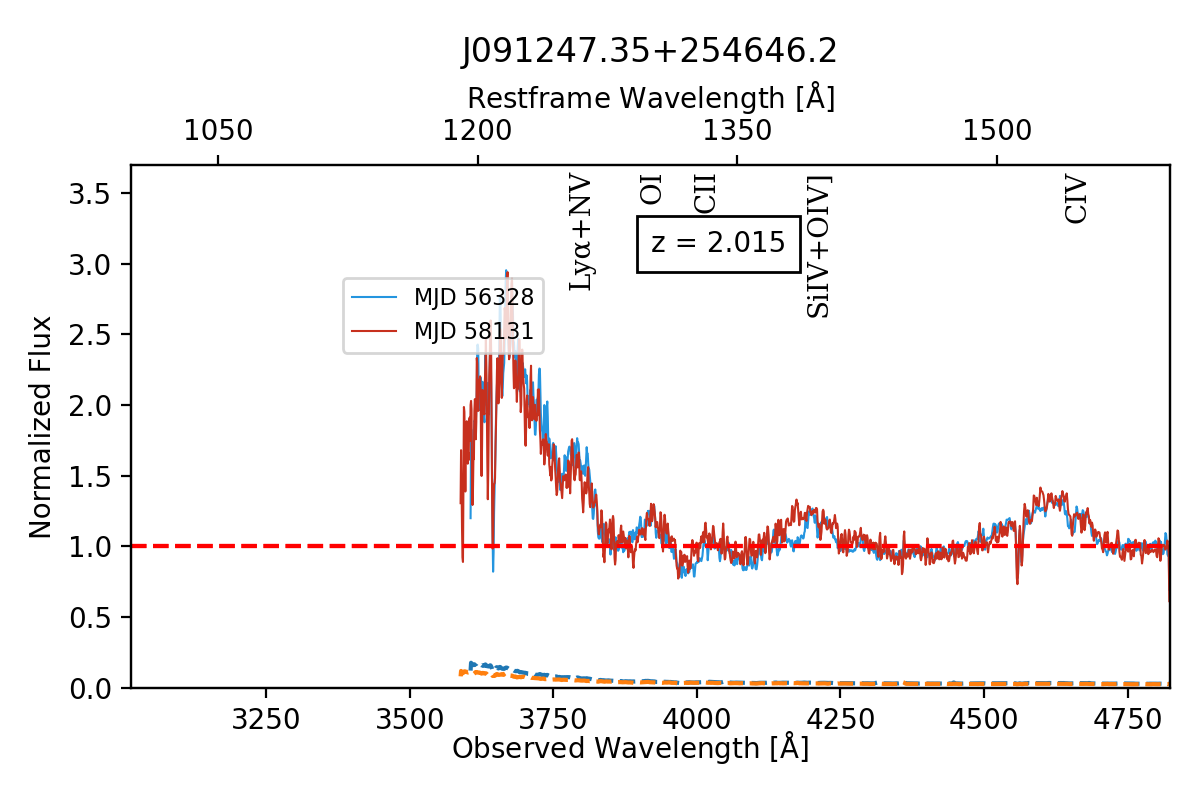 J091247.35+254646.2
Restframe Wavelength [Å]
1050 1200 1350 1500
Normalized Flux
3.5
3.0
2.5
2.0
1.5
1.0
0.5
0.0
Lyα+NV
OI
CII
SiIV+OIV]
CIV
z = 2.015
MJD 56328
MJD 58131
3250 3500 3750 4000 4250 4500 4750
Observed Wavelength [Å]